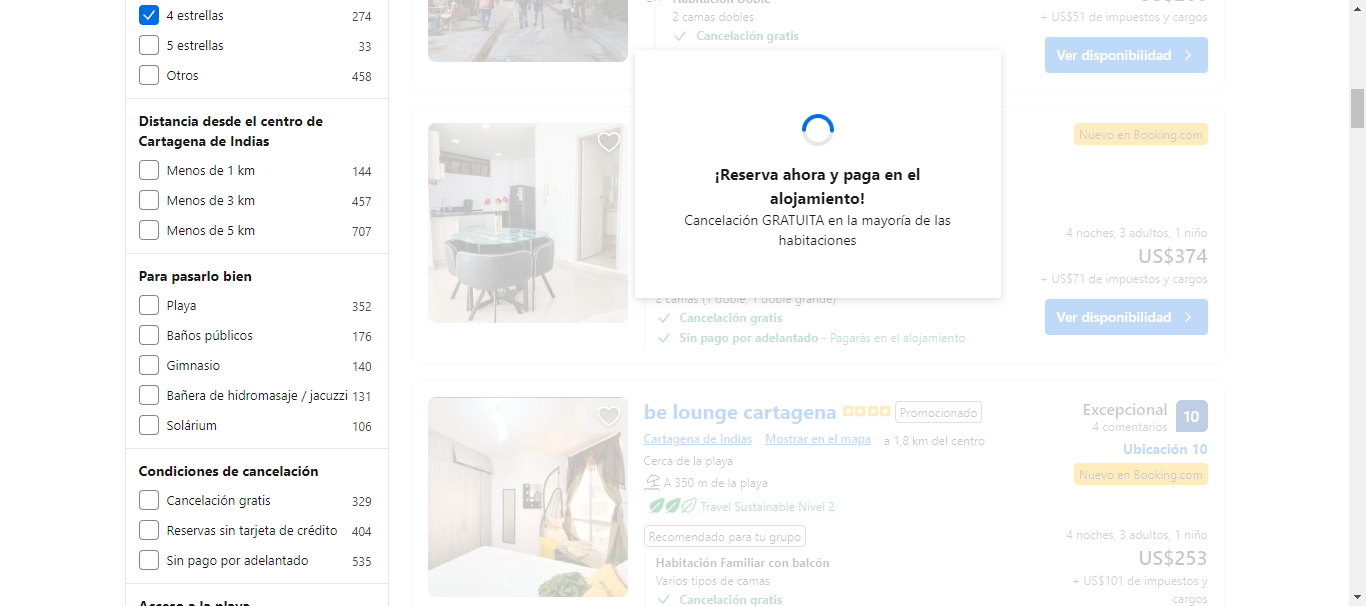 4 estrellas 274
5 estrellas 33
Otros 458
Distancia desde el centro de
Cartagena de Indias
Menos de 1 km 144
Menos de 3 km 457
Menos de 5 km 707
Para pasarlo bien
Playa 352
Baños públicos 176
Gimnasio 140
Bañera de hidromasaje / jacuzzi 131
Solárium 106
Condiciones de cancelación
Cancelación gratis 329
Reservas sin tarjeta de crédito 404
Sin pago por adelantado 535
Acceso a la playa
Habitación Doble
2 camas dobles
Cancelación gratis
+ US$51 de impuestos y cargos
Ver disponibilidad
¡Reserva ahora y paga en el
alojamiento!
Cancelación GRATUITA en la mayoría de las
habitaciones
Nuevo en Booking.com
4 noches, 3 adultos, 1 niño
US$374
+ US$71 de impuestos y cargos
Ver disponibilidad
2 camas (1 doble, 1 doble grande)
Cancelación gratis
Sin pago por adelantado - Pagarás en el alojamiento
be lounge cartagena Promocionado
Cartagena de Indias Mostrar en el mapa a 1,8 km del centro
Cerca de la playa
A 350 m de la playa
Travel Sustainable Nivel 2
Recomendado para tu grupo
Habitación Familiar con balcón
Varios tipos de camas
Cancelación gratis
Excepcional 10
4 comentarios
Ubicación 10
Nuevo en Booking.com
4 noches, 3 adultos, 1 niño
US$253
+ US$101 de impuestos y
cargos